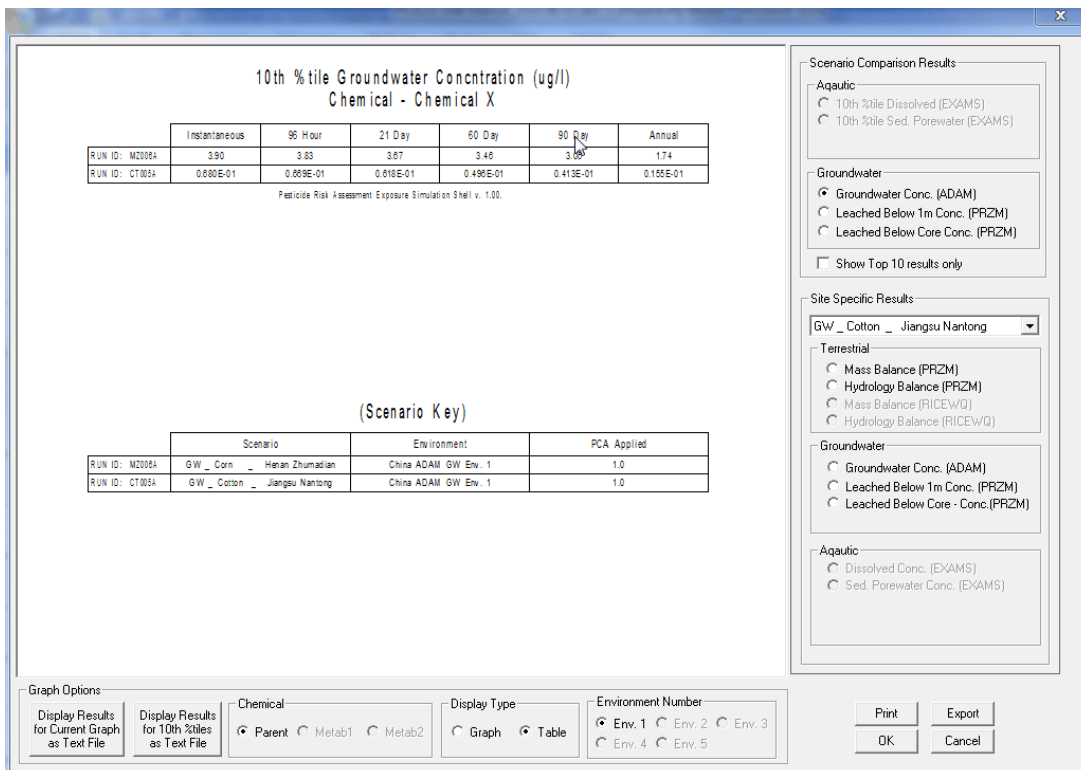 10th %tile Groundwater Concntration (ug/l)
Chemical - Chemical X
Instantaneous 96 Hour 21 Day 60 Day 90 Day Annual
RUN ID: MZ006A 3.90 3.83 3.67 3.46 1.74
RUN ID: CT005A 0.680E-01 0.669E-01 0.618E-01 0.496E-01 0.413E-01 0.155E-01
Pesticide Risk Assessment Exposure Simulation Shell v. 1.00.
(Scenario Key)
Scenario Environment PCA Applied
RUN ID: MZ006A GW _ Corn _ Henan Zhumadian China ADAM GW Env. 1 1.0
RUN ID: CT005A GW _ Cotton _ Jiangsu Nantong China ADAM GW Env. 1 1.0
Scenario Comparison Results
Aqautic
10th %tile Dissolved (EXAMS)
10th %tile Sed. Porewater (EXAMS)
Groundwater
Groundwater Conc. (ADAM)
Leached Below 1m Conc. (PRZM)
Leached Below Core Conc. (PRZM)
Show Top 10 results only
Site Specific Results
GW _ Cotton _ Jiangsu Nantong
Terrestrial
Mass Balance (PRZM)
Hydrology Balance (PRZM)
Mass Balance (RICEWQ)
Hydrology Balance (RICEWQ)
Groundwater
Groundwater Conc. (ADAM)
Leached Below 1m Conc. (PRZM)
Leached Below Core - Conc.(PRZM)
Aqautic
Dissolved Conc. (EXAMS)
Sed. Porewater Conc. (EXAMS)
Graph Options
Display Results
for Current Graph
as Text File
Display Results
for 10th %tiles
as Text File
Chemical
Parent Metab1 Metab2
Display Type
Graph Table
Environment Number
Env. 1 Env. 2 Env. 3
Env. 4 Env. 5
Print Export
OK Cancel